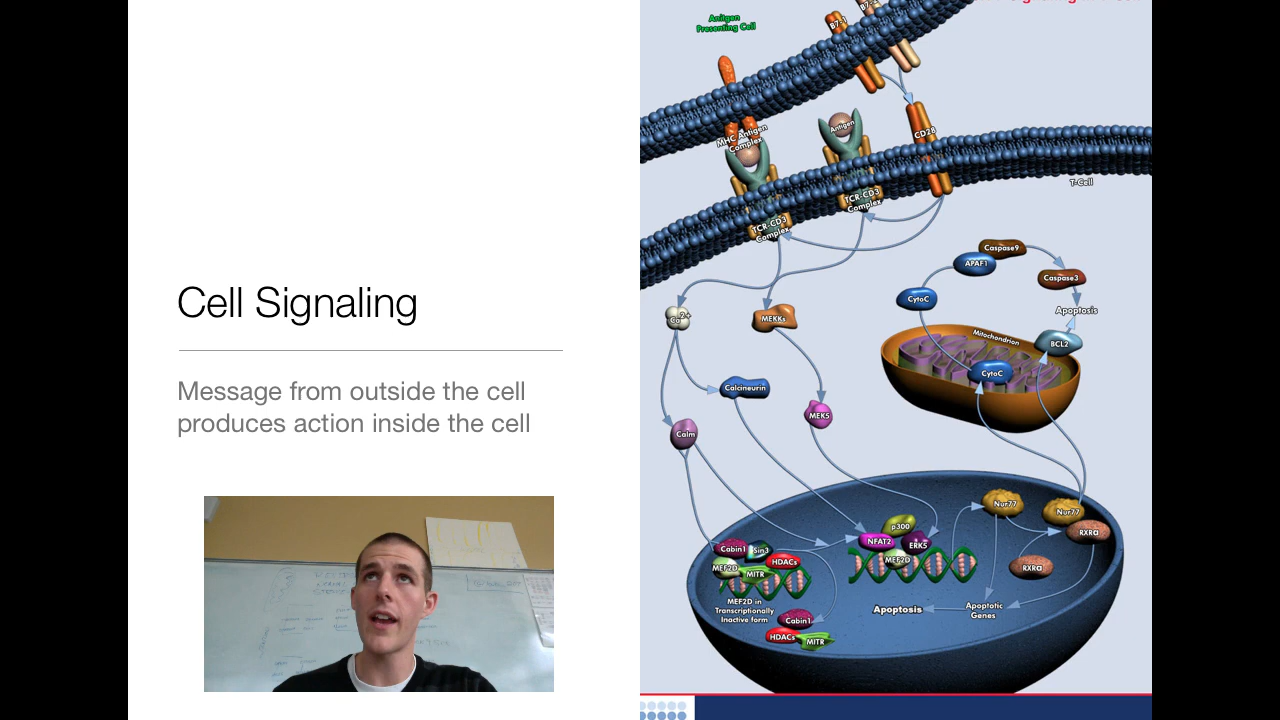 Cell Signaling
Message from outside the cell
produces action inside the cell
Antigen
Presenting Cell
B7-1
MHC Antigen
Complex
Antigen
CD28
T-Cell
TCR-CD3
Complex
TCR-CD3
Complex
Caspase9
APAF1
Caspase3
CytoC
Apoptosis
Ca2+
MEKKs
Mitochondrion
BCL2
CytoC
Calcineurin
MEK5
Calm
Nur77
Nur77
p300
RXRα
NFAT2
ERK5
Cabin1
Sin3
MEF2D
HDACs
MEF2D
MITR
RXRα
MEF2D in
Transcriptionally
Inactive form
Apoptosis
Apoptotic
Genes
Cabin1
HDACs
MITR